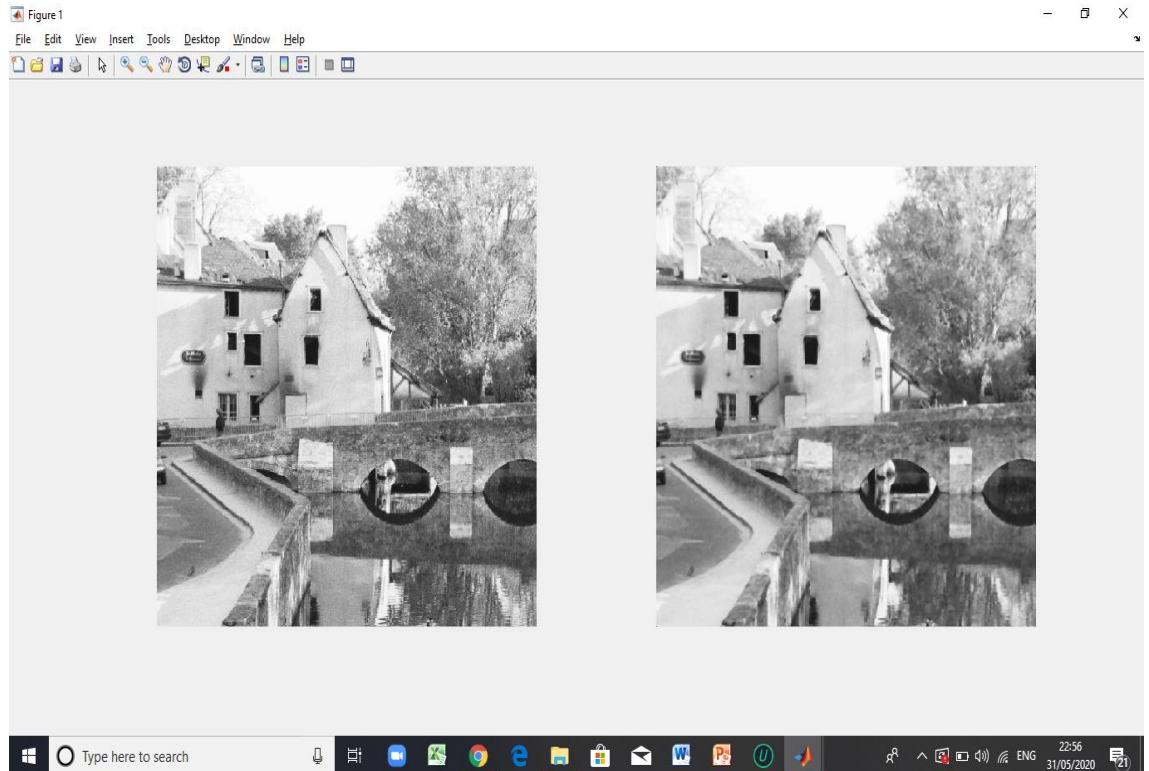 Figure 1
File Edit View Insert Tools Desktop Window Help
Type here to search
ENG
22:56
31/05/2020
21